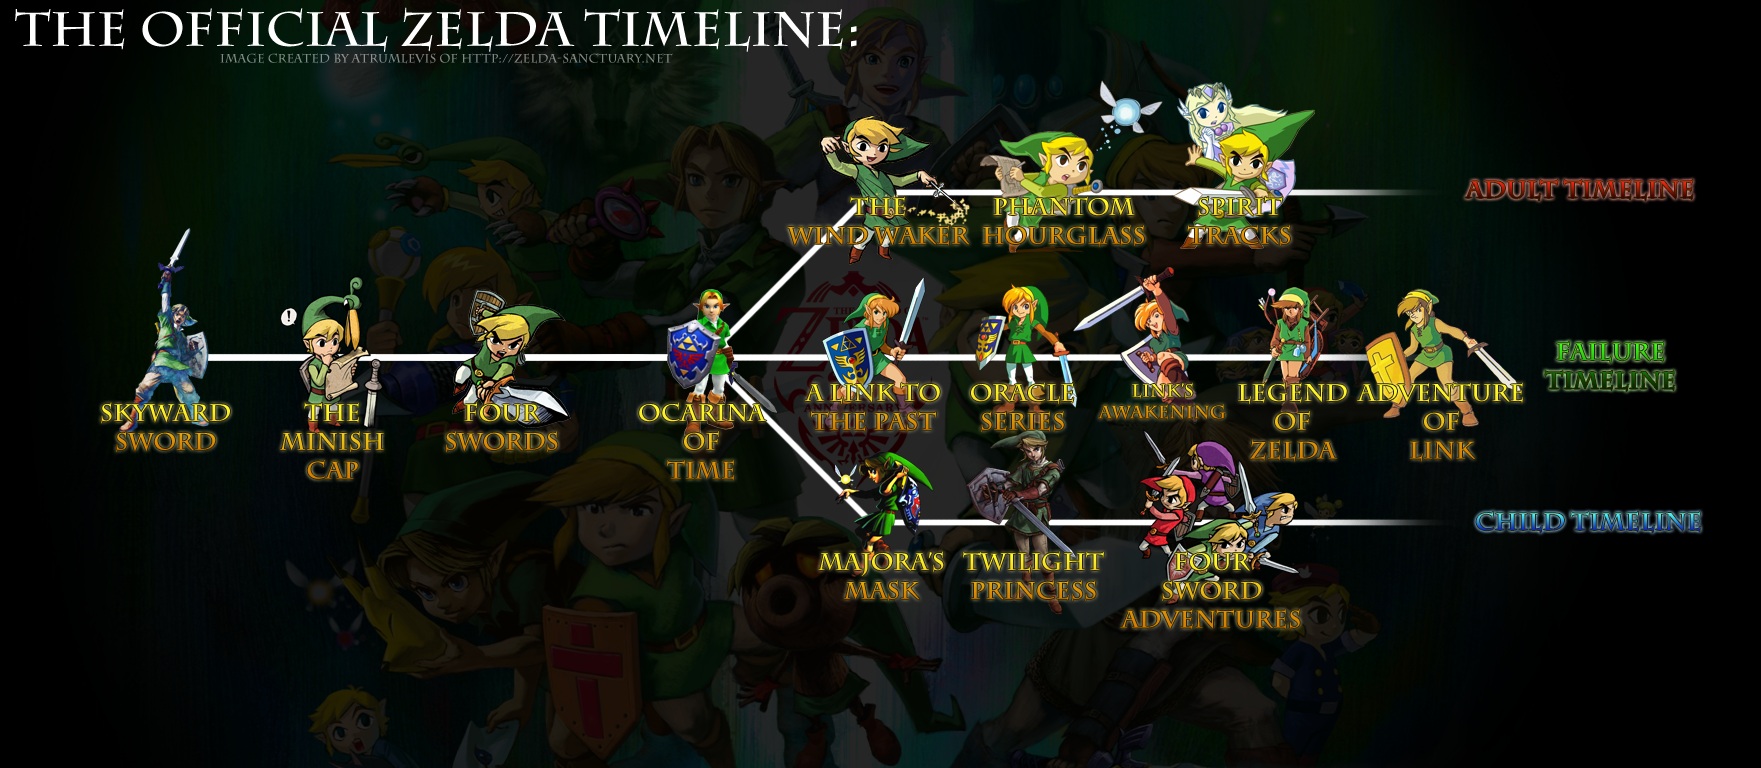 THE OFFICIAL ZELDA TIMELINE:
IMAGE CREATED BY ATRUMLEVIS OF HTTP://ZELDA-SANCTUARY.NET
THE
WIND WAKER
PHANTOM
HOURGLASS
SPIRIT
TRACKS
ADULT TIMELINE
!
SKYWARD
SWORD
THE
MINISH
CAP
FOUR
SWORDS
OCARINA
OF
TIME
A LINK TO
THE PAST
ORACLE
SERIES
LINK'S
AWAKENING
LEGEND
OF
ZELDA
ADVENTURE
OF
LINK
FAILURE
TIMELINE
MAJORA'S
MASK
TWILIGHT
PRINCESS
FOUR
SWORD
ADVENTURES
CHILD TIMELINE